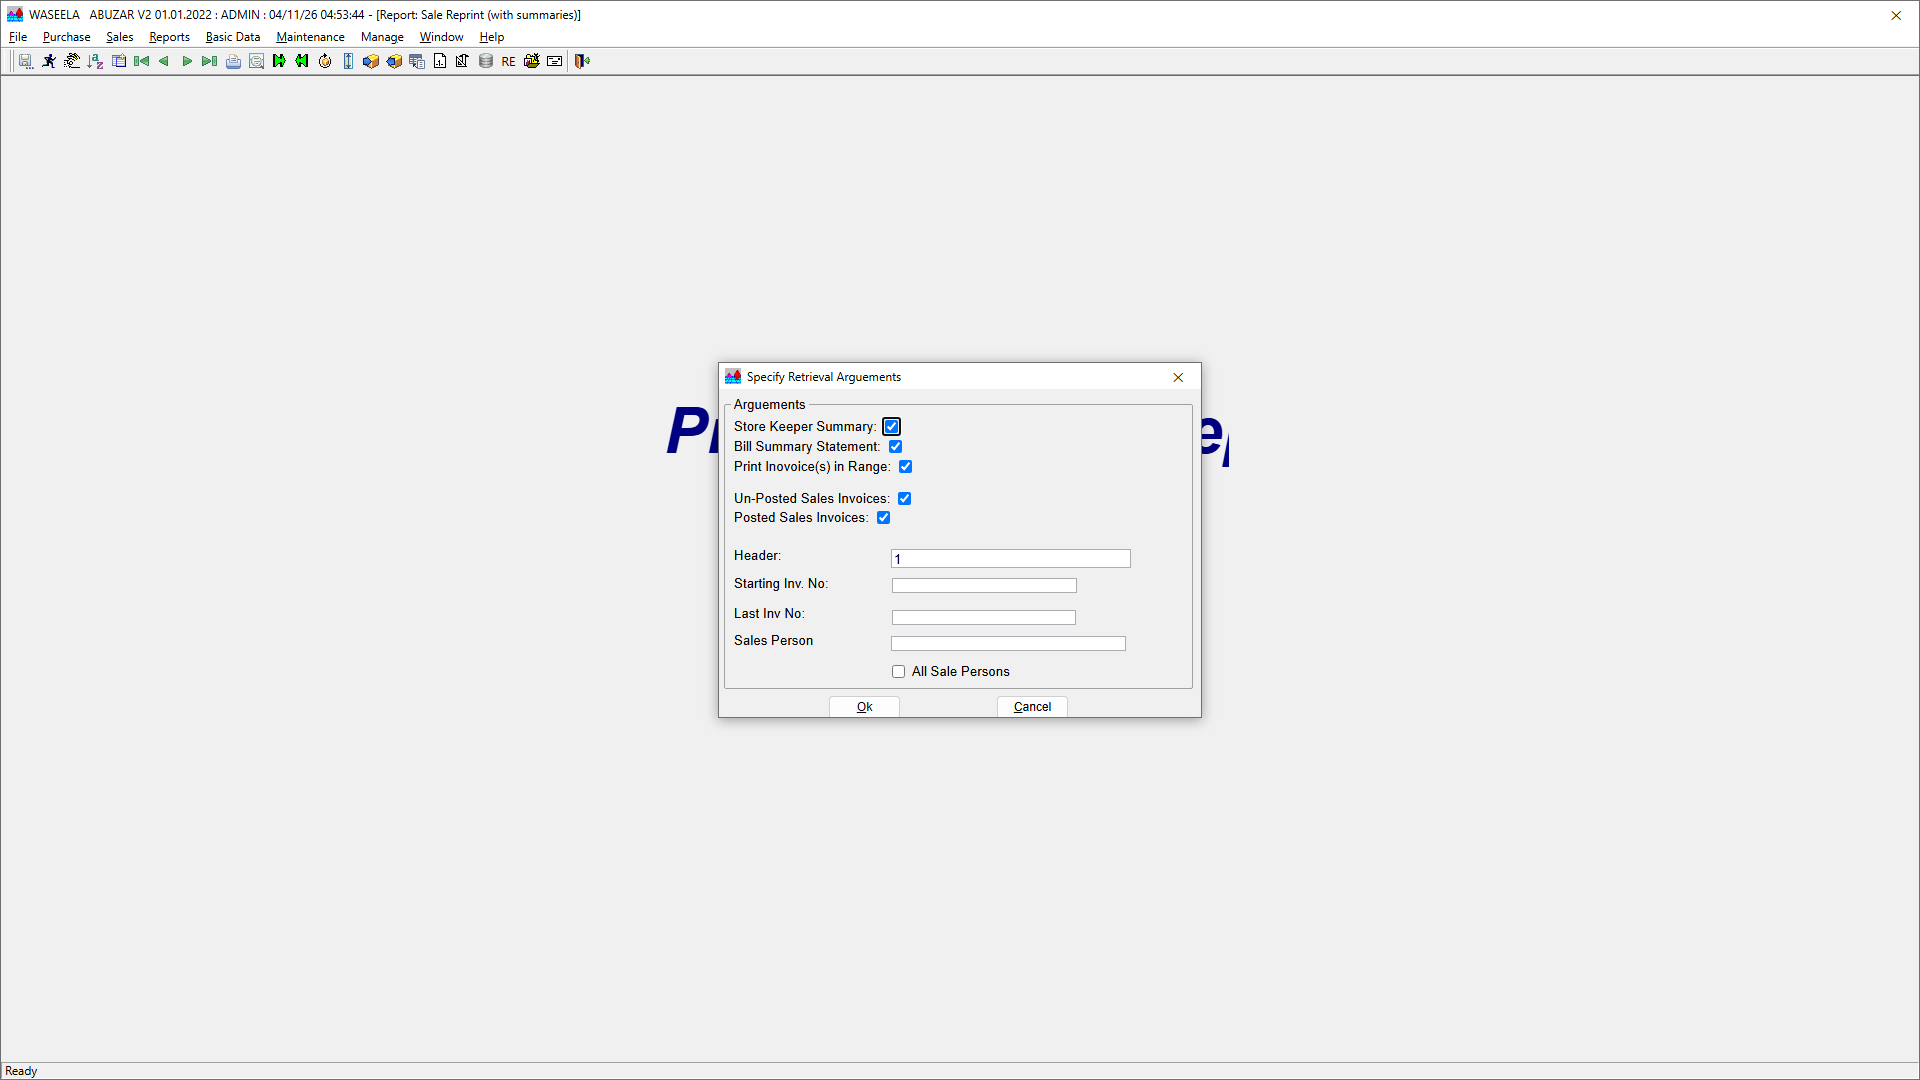 WASEELA   ABUZAR V2 01.01.2022 : ADMIN : 04/11/26 04:53:44 - [Report: Sale Reprint (with summaries)]
File Purchase Sales Reports Basic Data Maintenance Manage Window Help
RE
Specify Retrieval Arguements
Arguements
Store Keeper Summary:
Bill Summary Statement:
Print Inovoice(s) in Range:
Un-Posted Sales Invoices:
Posted Sales Invoices:
Header: 1
Starting Inv. No:
Last Inv No:
Sales Person
All Sale Persons
Ok Cancel
Ready